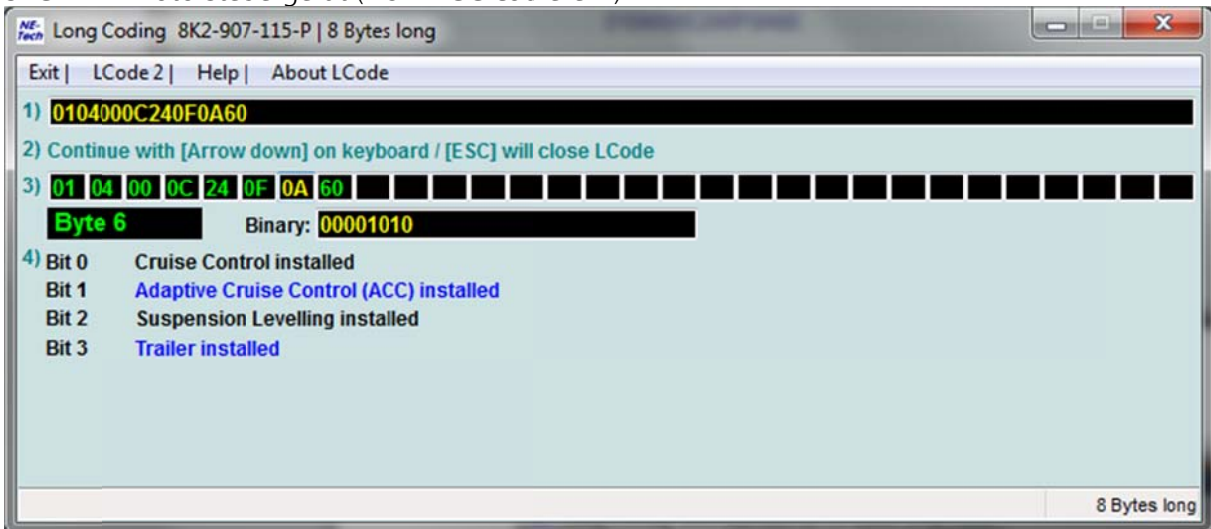 NE-Tech Long Coding 8K2-907-115-P | 8 Bytes long
Exit | LCode 2 | Help | About LCode
1) 0104000C240F0A60
2) Continue with [Arrow down] on keyboard / [ESC] will close LCode
3) 01 04 00 0C 24 0F 0A 60
Byte 6 Binary: 00001010
4) Bit 0 Cruise Control installed
Bit 1 Adaptive Cruise Control (ACC) installed
Bit 2 Suspension Levelling installed
Bit 3 Trailer installed
8 Bytes long